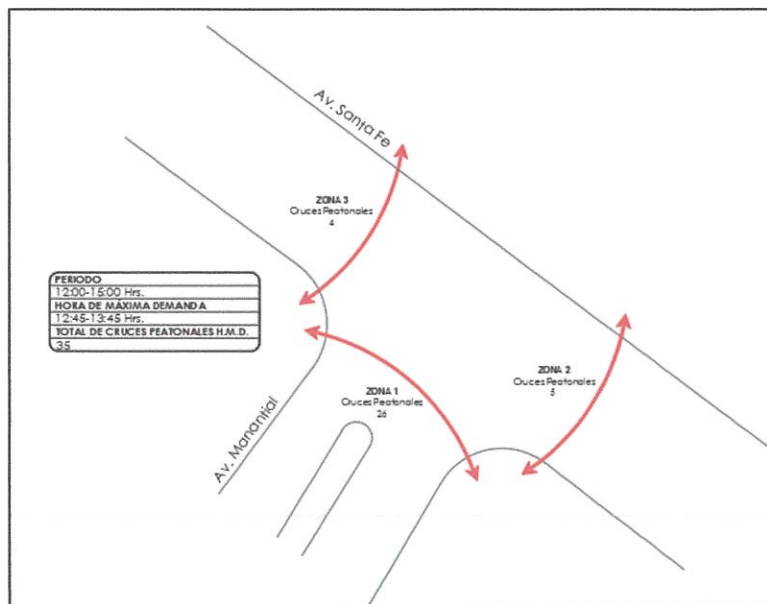 Av. Santa Fe
ZONA 3
Cruces Peatonales
4
PERIODO
12:00-15:00 Hrs.
HORA DE MÁXIMA DEMANDA
12:45-13:45 Hrs.
TOTAL DE CRUCES PEATONALES H.M.D.
35
ZONA 1
Cruces Peatonales
26
ZONA 2
Cruces Peatonales
5
Av. Manantial